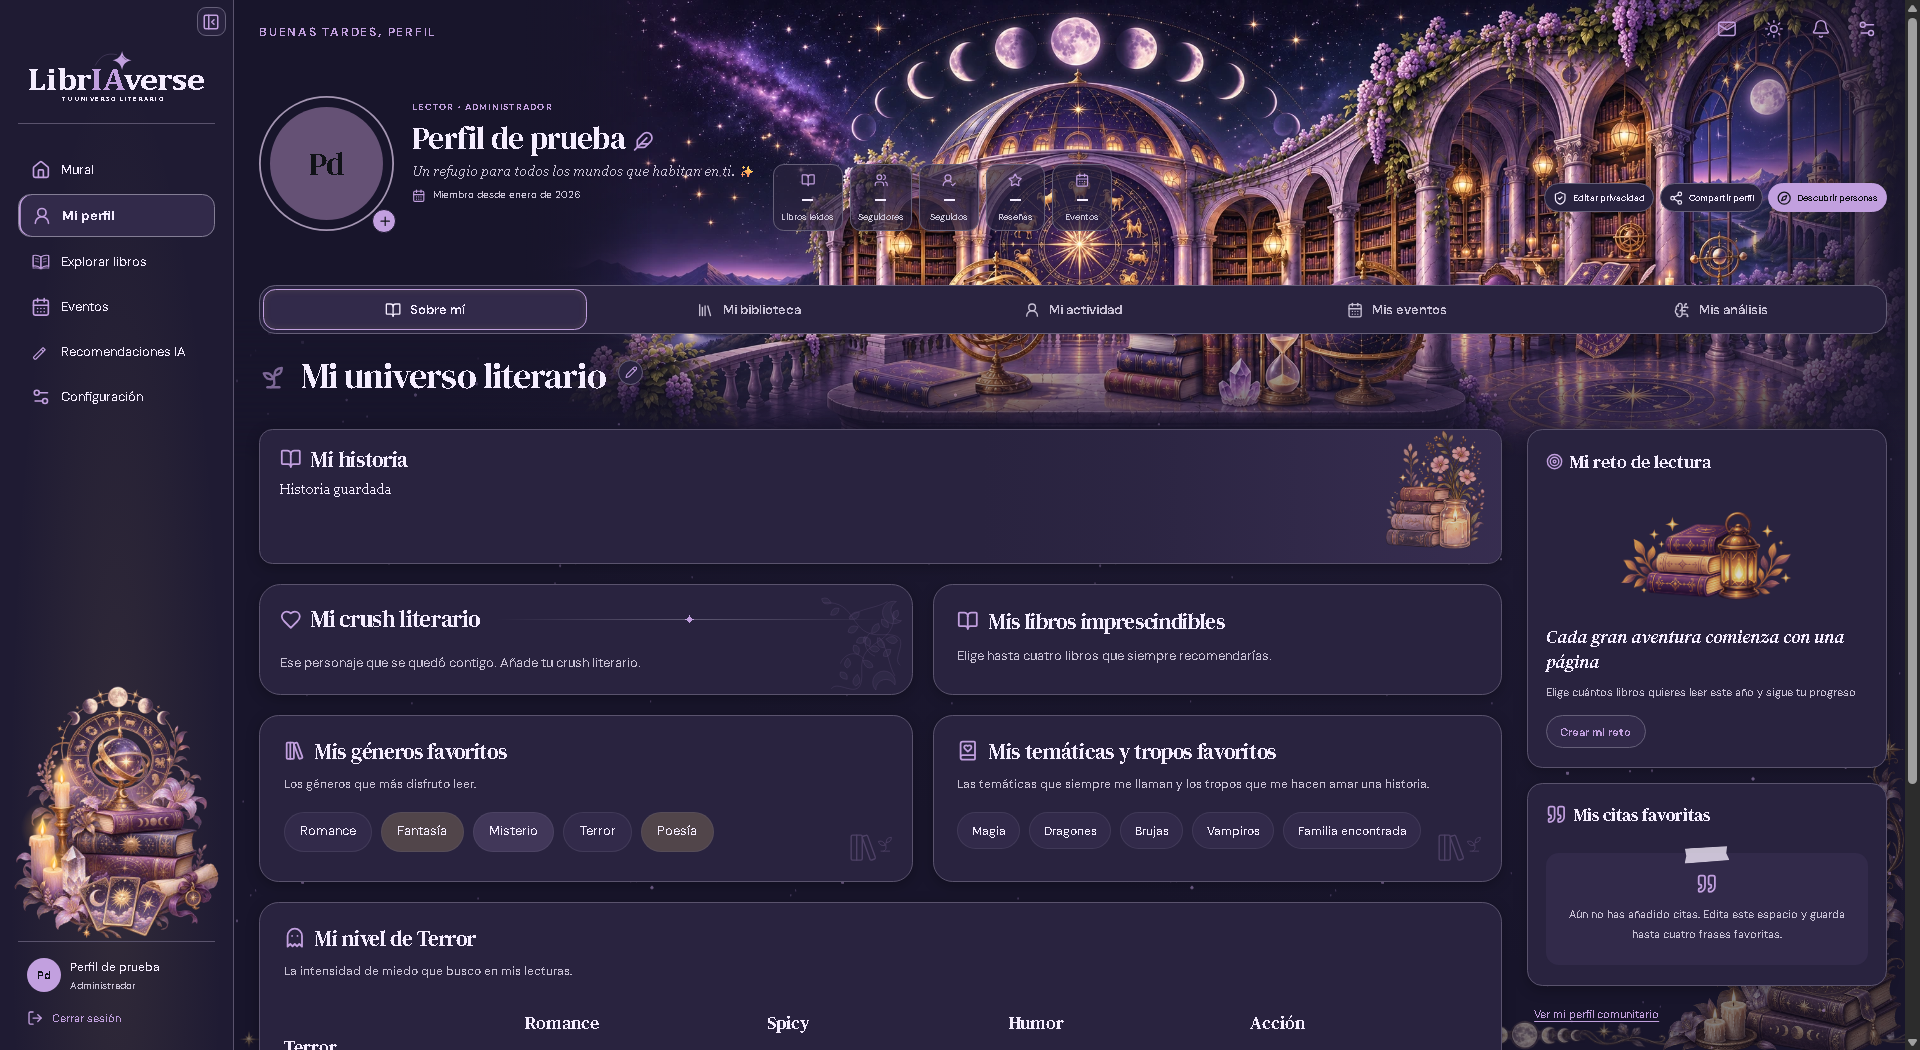 LibrIAverse
TU UNIVERSO LITERARIO
Mural
Mi perfil
Explorar libros
Eventos
Recomendaciones IA
Configuración
Pd
Perfil de prueba
Administrador
Cerrar sesión
BUENAS TARDES, PERFIL
Pd
LECTOR · ADMINISTRADOR
Perfil de prueba
Un refugio para todos los mundos que habitan en ti. ✨
Miembro desde enero de 2026
— — — — —
Libros leídos Seguidores Seguidos Reseñas Eventos
Editar privacidad Compartir perfil Descubrir personas
Sobre mí Mi biblioteca Mi actividad Mis eventos Mis análisis
Mi universo literario
Mi historia
Historia guardada
Mi crush literario
Ese personaje que se quedó contigo. Añade tu crush literario.
Mis libros imprescindibles
Elige hasta cuatro libros que siempre recomendarías.
Mis géneros favoritos
Los géneros que más disfruto leer.
Romance Fantasía Misterio Terror Poesía
Mis temáticas y tropos favoritos
Las temáticas que siempre me llaman y los tropos que me hacen amar una historia.
Magia Dragones Brujas Vampiros Familia encontrada
Mi nivel de Terror
La intensidad de miedo que busco en mis lecturas.
Romance Spicy Humor Acción
Terror
Mi reto de lectura
Cada gran aventura comienza con una
página
Elige cuántos libros quieres leer este año y sigue tu progreso
Crear mi reto
Mis citas favoritas
Aún no has añadido citas. Edita este espacio y guarda
hasta cuatro frases favoritas.
Ver mi perfil comunitario